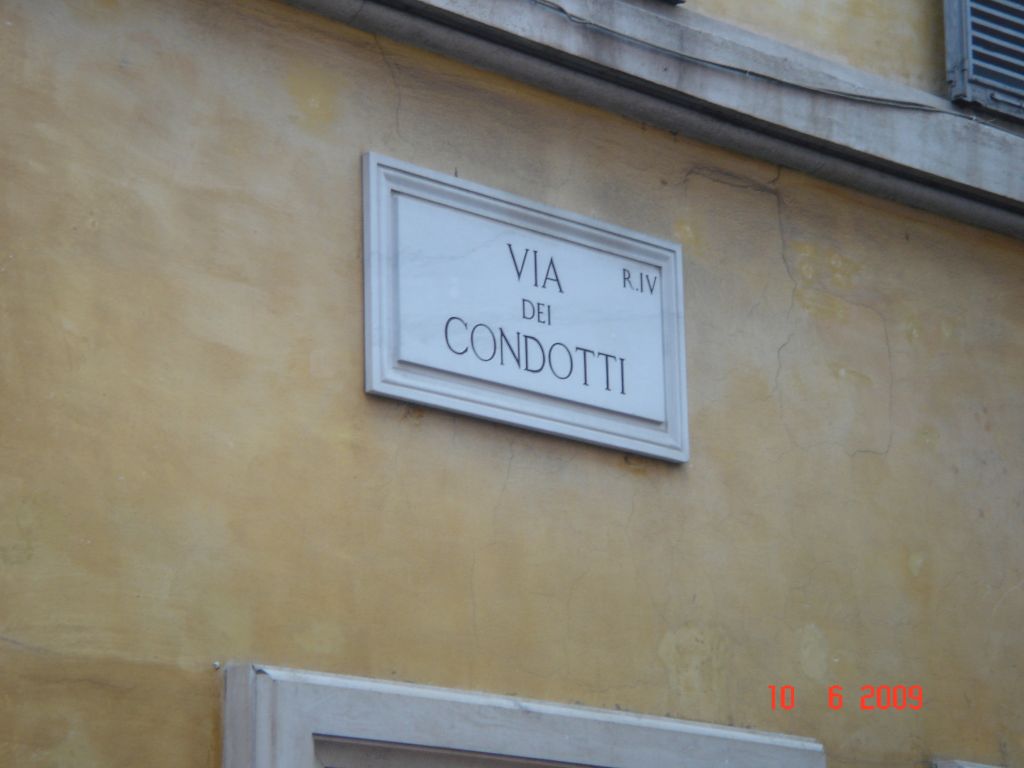 VIA R.IV
DEI
CONDOTTI
10 6 2009